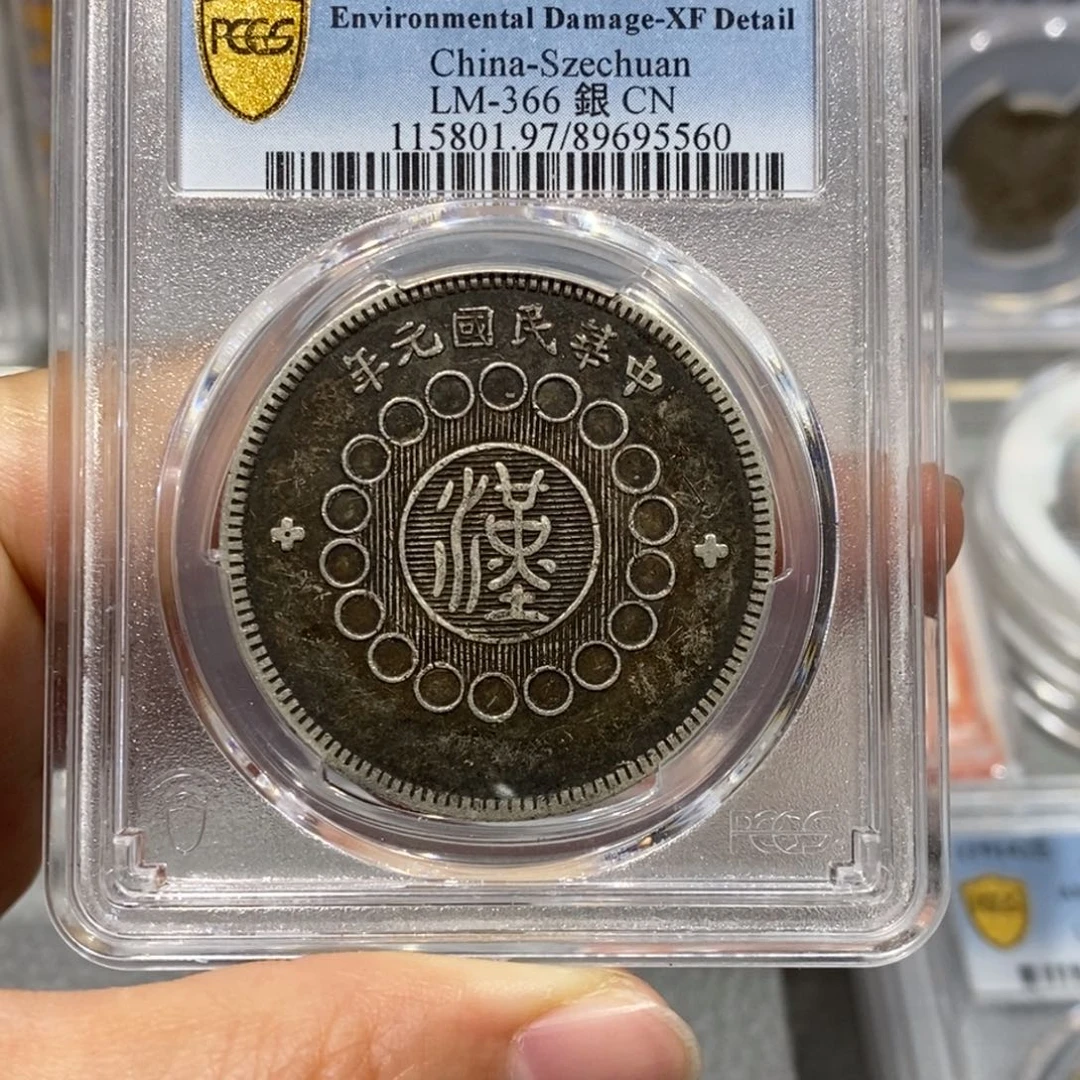 PCGS
Environmental Damage-XF Detail
China-Szechuan
LM-366 銀 CN
115801.97/89695560
年元國民華中
漢
PCGS